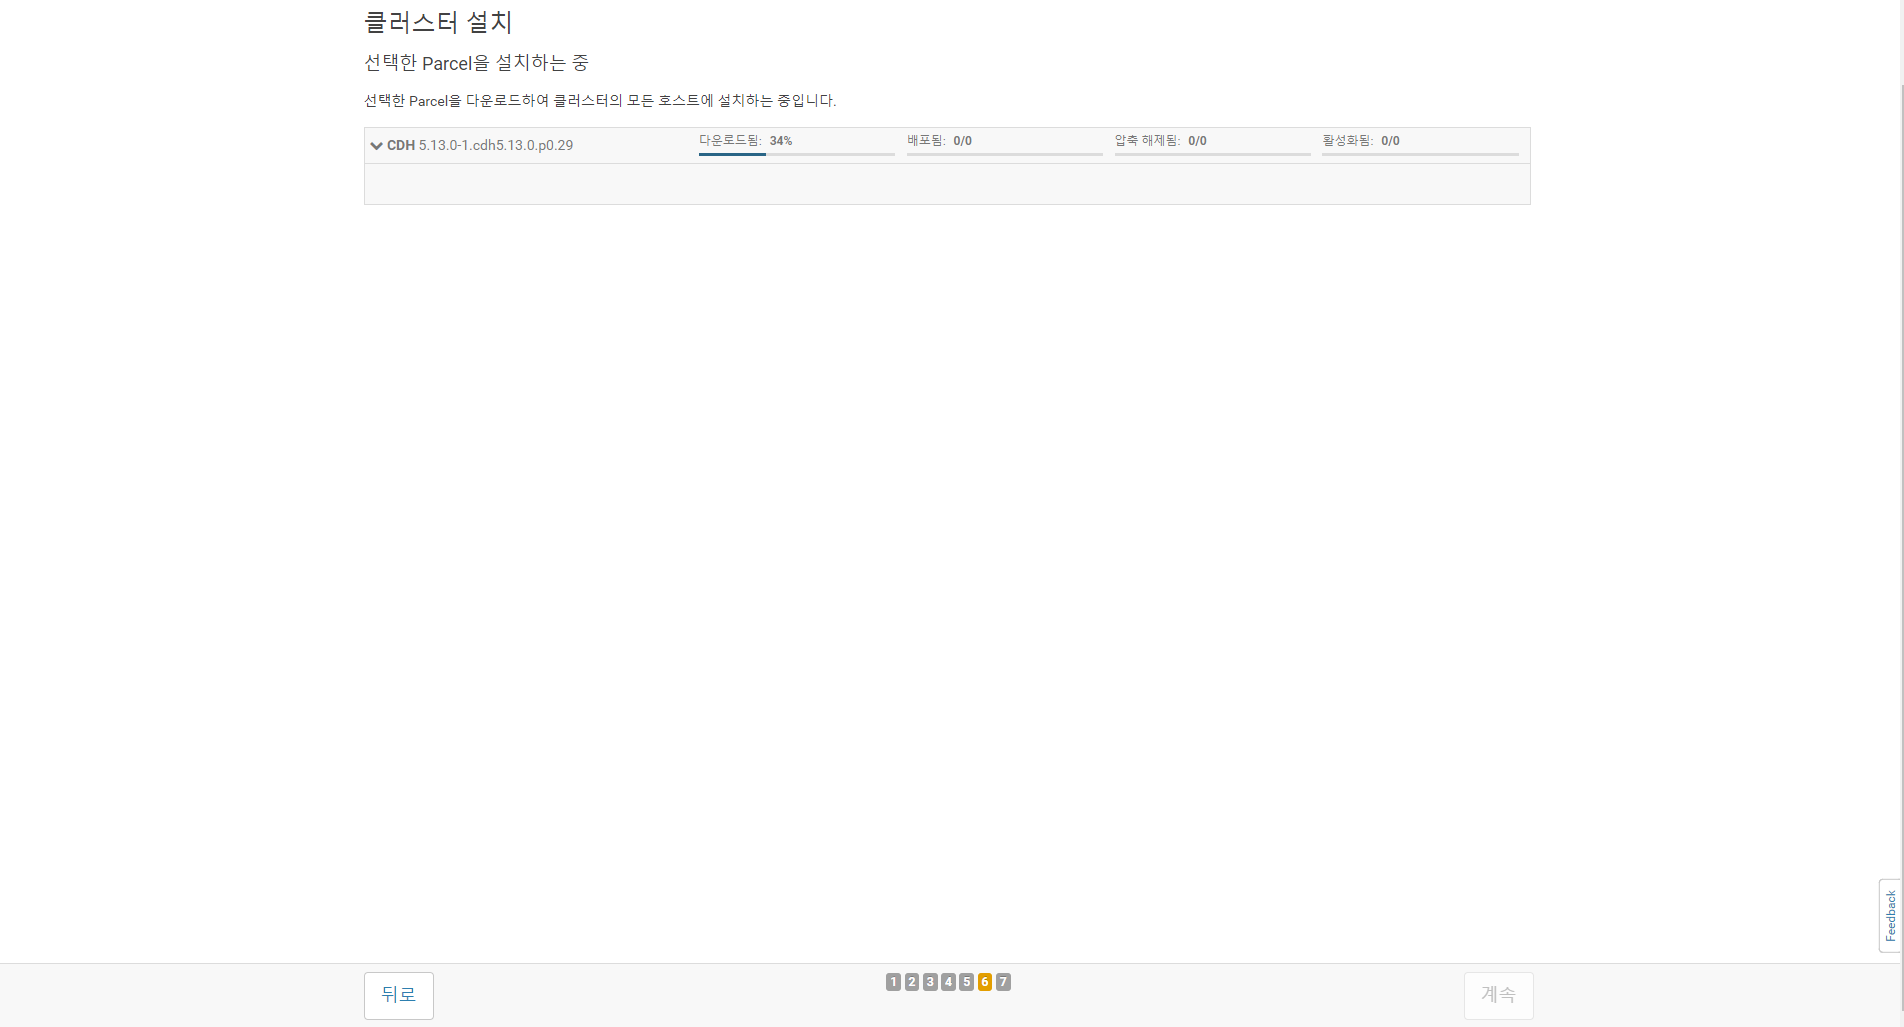 클러스터 설치
선택한 Parcel을 설치하는 중
선택한 Parcel을 다운로드하여 클러스터의 모든 호스트에 설치하는 중입니다.
CDH 5.13.0-1.cdh5.13.0.p0.29 다운로드됨: 34% 배포됨: 0/0 압축 해제됨: 0/0 활성화됨: 0/0
Feedback
뒤로 1 2 3 4 5 6 7 계속